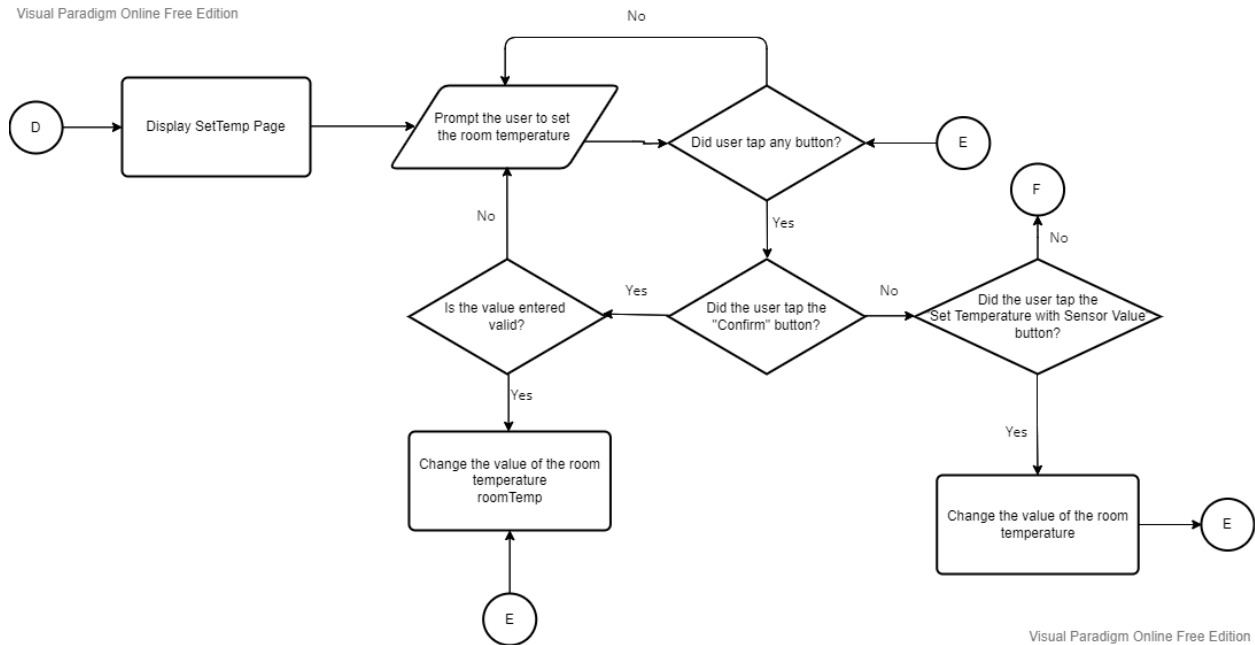 Visual Paradigm Online Free Edition
No
D
Display SetTemp Page
Prompt the user to set
the room temperature
Did user tap any button?
E
F
No
Yes
No
Is the value entered
valid?
Yes
Did the user tap the
"Confirm" button?
No
Did the user tap the
Set Temperature with Sensor Value
button?
Yes
Yes
Change the value of the room
temperature
roomTemp
Change the value of the room
temperature
E
E
Visual Paradigm Online Free Edition